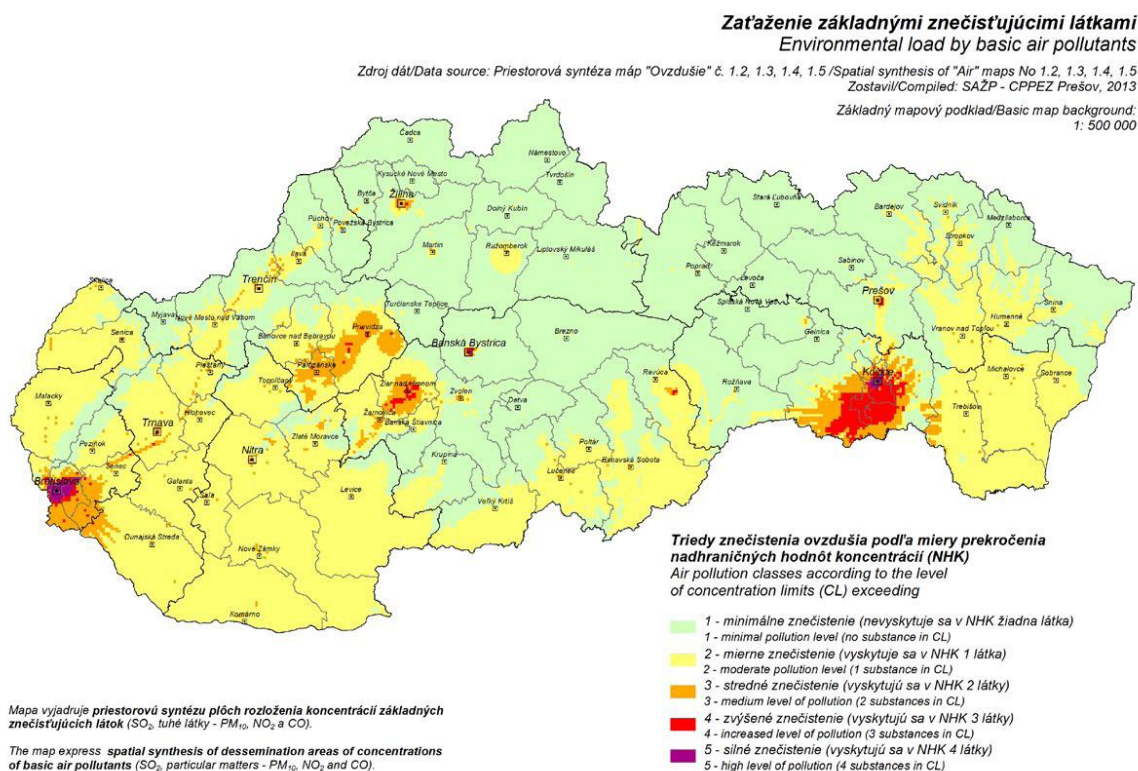 Zaťaženie základnými znečisťujúcimi látkami
Environmental load by basic air pollutants
Zdroj dát/Data source: Priestorová syntéza máp "Ovzdušie" č. 1.2, 1.3, 1.4, 1.5 /Spatial synthesis of "Air" maps No 1.2, 1.3, 1.4, 1.5
Zostavil/Compiled: SAŽP - CPPEZ Prešov, 2013
Základný mapový podklad/Basic map background:
1: 500 000
Čadca
Námestovo
Kysucké Nové Mesto
Tvrdošín
Bytča
Žilina
Stará Ľubovňa
Dolný Kubín
Bardejov
Svidník
Púchov
Považská Bystrica
Medzilaborce
Stropkov
Martin
Ružomberok
Liptovský Mikuláš
Kežmarok
Ilava
Sabinov
Poprad
Levoča
Skalica
Trenčín
Prešov
Spišská Nová Ves
Snina
Turčianske Teplice
Myjava
Nové Mesto nad Váhom
Humenné
Prievidza
Vranov nad Topľou
Senica
Bánovce nad Bebravou
Brezno
Gelnica
Banská Bystrica
Piešťany
Partizánske
Michalovce
Sobrance
Topoľčany
Revúca
Košice
Žiar nad Hronom
Rožňava
Malacky
Zvolen
Detva
Hlohovec
Žarnovica
Trebišov
Trnava
Banská Štiavnica
Zlaté Moravce
Pezinok
Krupina
Poltár
Nitra
Senec
Rimavská Sobota
Lučenec
Bratislava
Galanta
Šaľa
Levice
Veľký Krtíš
Dunajská Streda
Nové Zámky
Komárno
Triedy znečistenia ovzdušia podľa miery prekročenia
nadhraničných hodnôt koncentrácií (NHK)
Air pollution classes according to the level
of concentration limits (CL) exceeding
1 - minimálne znečistenie (nevyskytuje sa v NHK žiadna látka)
1 - minimal pollution level (no substance in CL)
2 - mierne znečistenie (vyskytuje sa v NHK 1 látka)
2 - moderate pollution level (1 substance in CL)
3 - stredné znečistenie (vyskytujú sa v NHK 2 látky)
3 - medium level of pollution (2 substances in CL)
4 - zvýšené znečistenie (vyskytujú sa v NHK 3 látky)
4 - increased level of pollution (3 substances in CL)
5 - silné znečistenie (vyskytujú sa v NHK 4 látky)
5 - high level of pollution (4 substances in CL)
Mapa vyjadruje priestorovú syntézu plôch rozloženia koncentrácií základných
znečisťujúcich látok (SO₂, tuhé látky - PM₁₀, NO₂ a CO).
The map express spatial synthesis of dessemination areas of concentrations
of basic air pollutants (SO₂, particular matters - PM₁₀, NO₂ and CO).